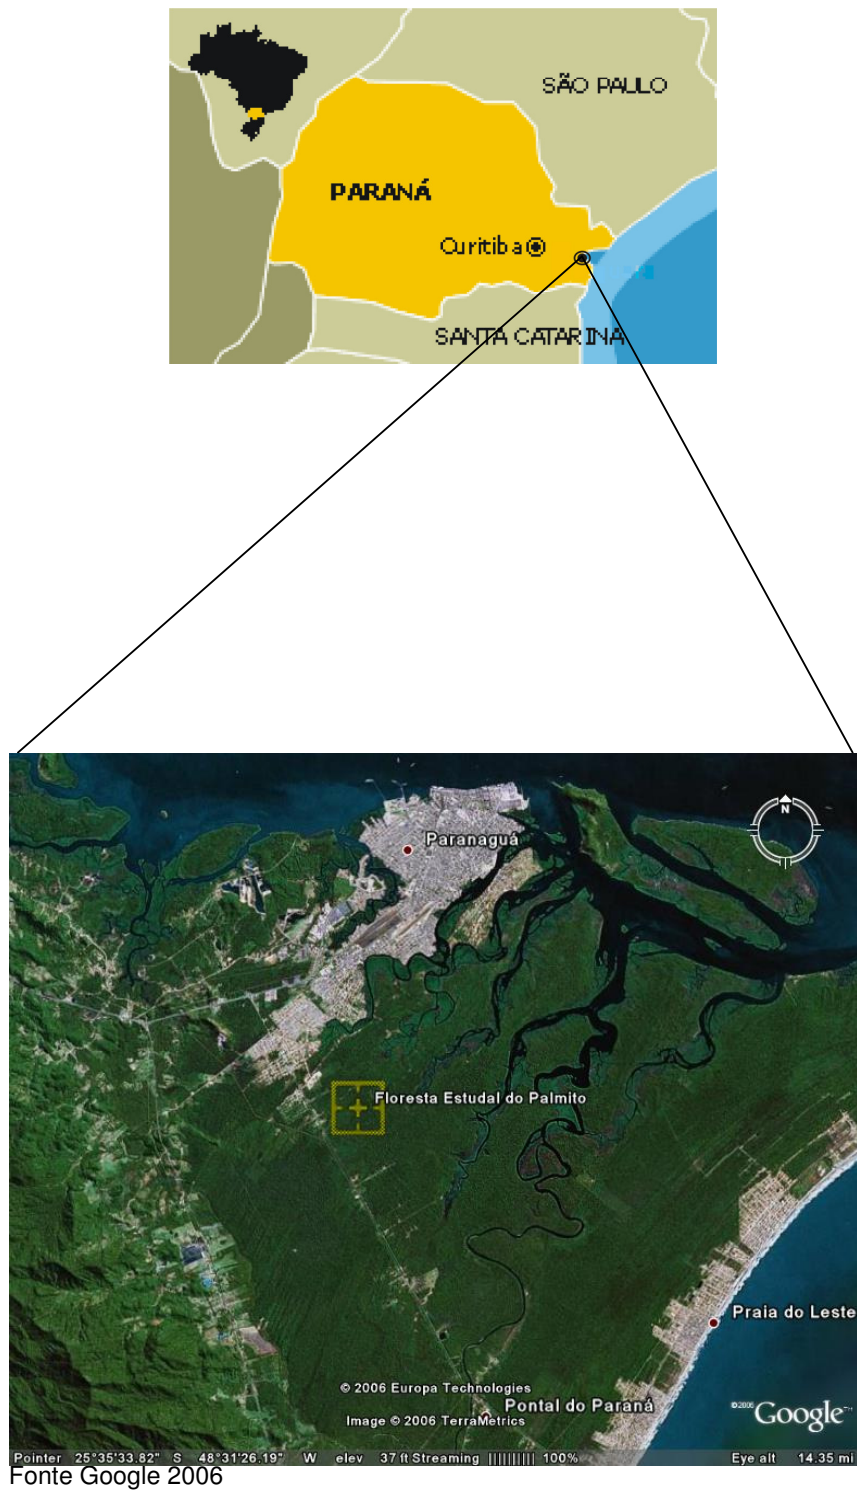 SÃO PAULO
PARANÁ
Curitiba
SANTA CATARINA
N
Paranaguá
Floresta Estudal do Palmito
Praia do Leste
© 2006 Europa Technologies
Pontal do Paraná
Image © 2006 TerraMetrics
©2006 Google™
Pointer 25°35'33.82" S 48°31'26.19" W elev 37 ft Streaming |||||||||| 100% Eye alt 14.35 mi
Fonte Google 2006